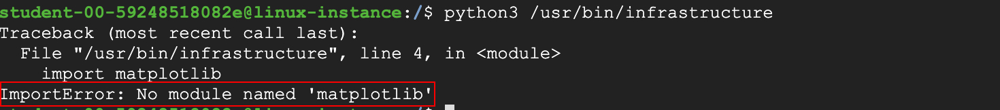 student-00-59248518082e@linux-instance:/$ python3 /usr/bin/infrastructure
Traceback (most recent call last):
  File "/usr/bin/infrastructure", line 4, in <module>
    import matplotlib
ImportError: No module named 'matplotlib'